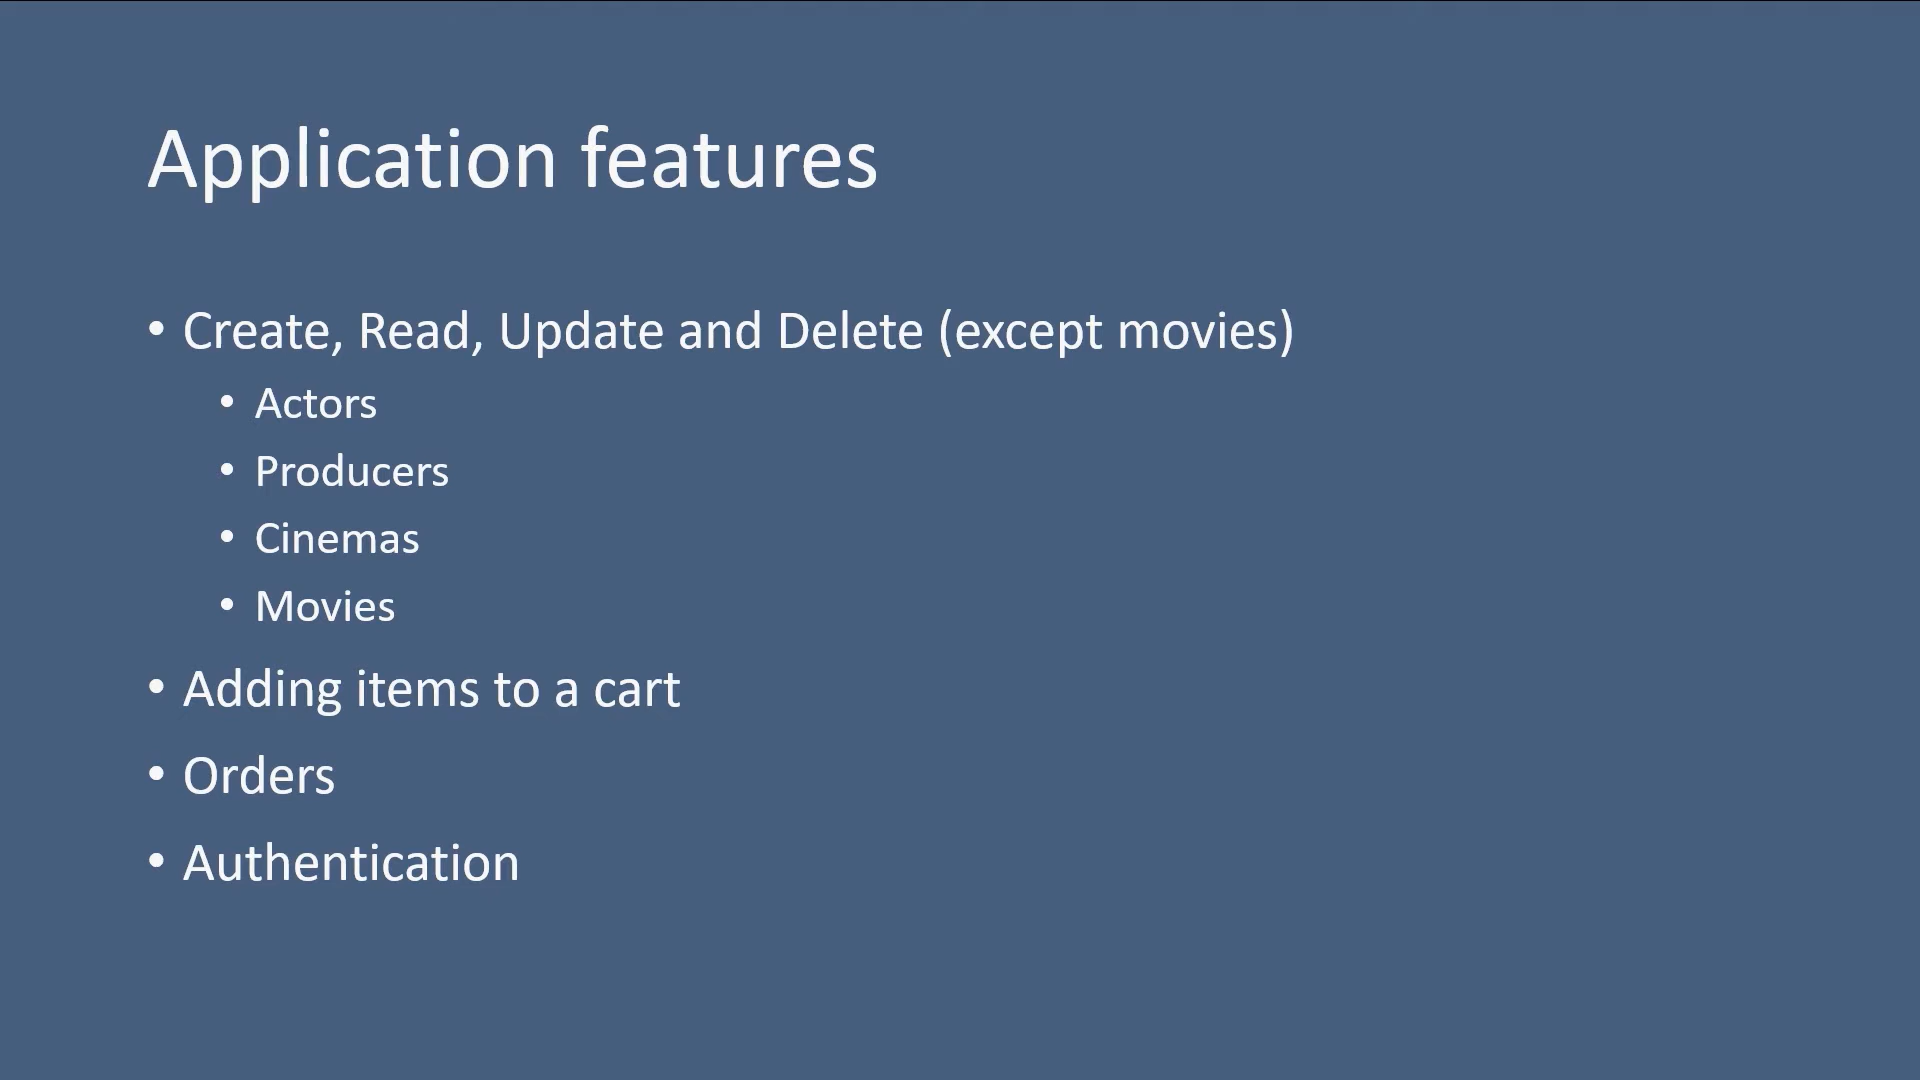 Application features
• Create, Read, Update and Delete (except movies)
• Actors
• Producers
• Cinemas
• Movies
• Adding items to a cart
• Orders
• Authentication